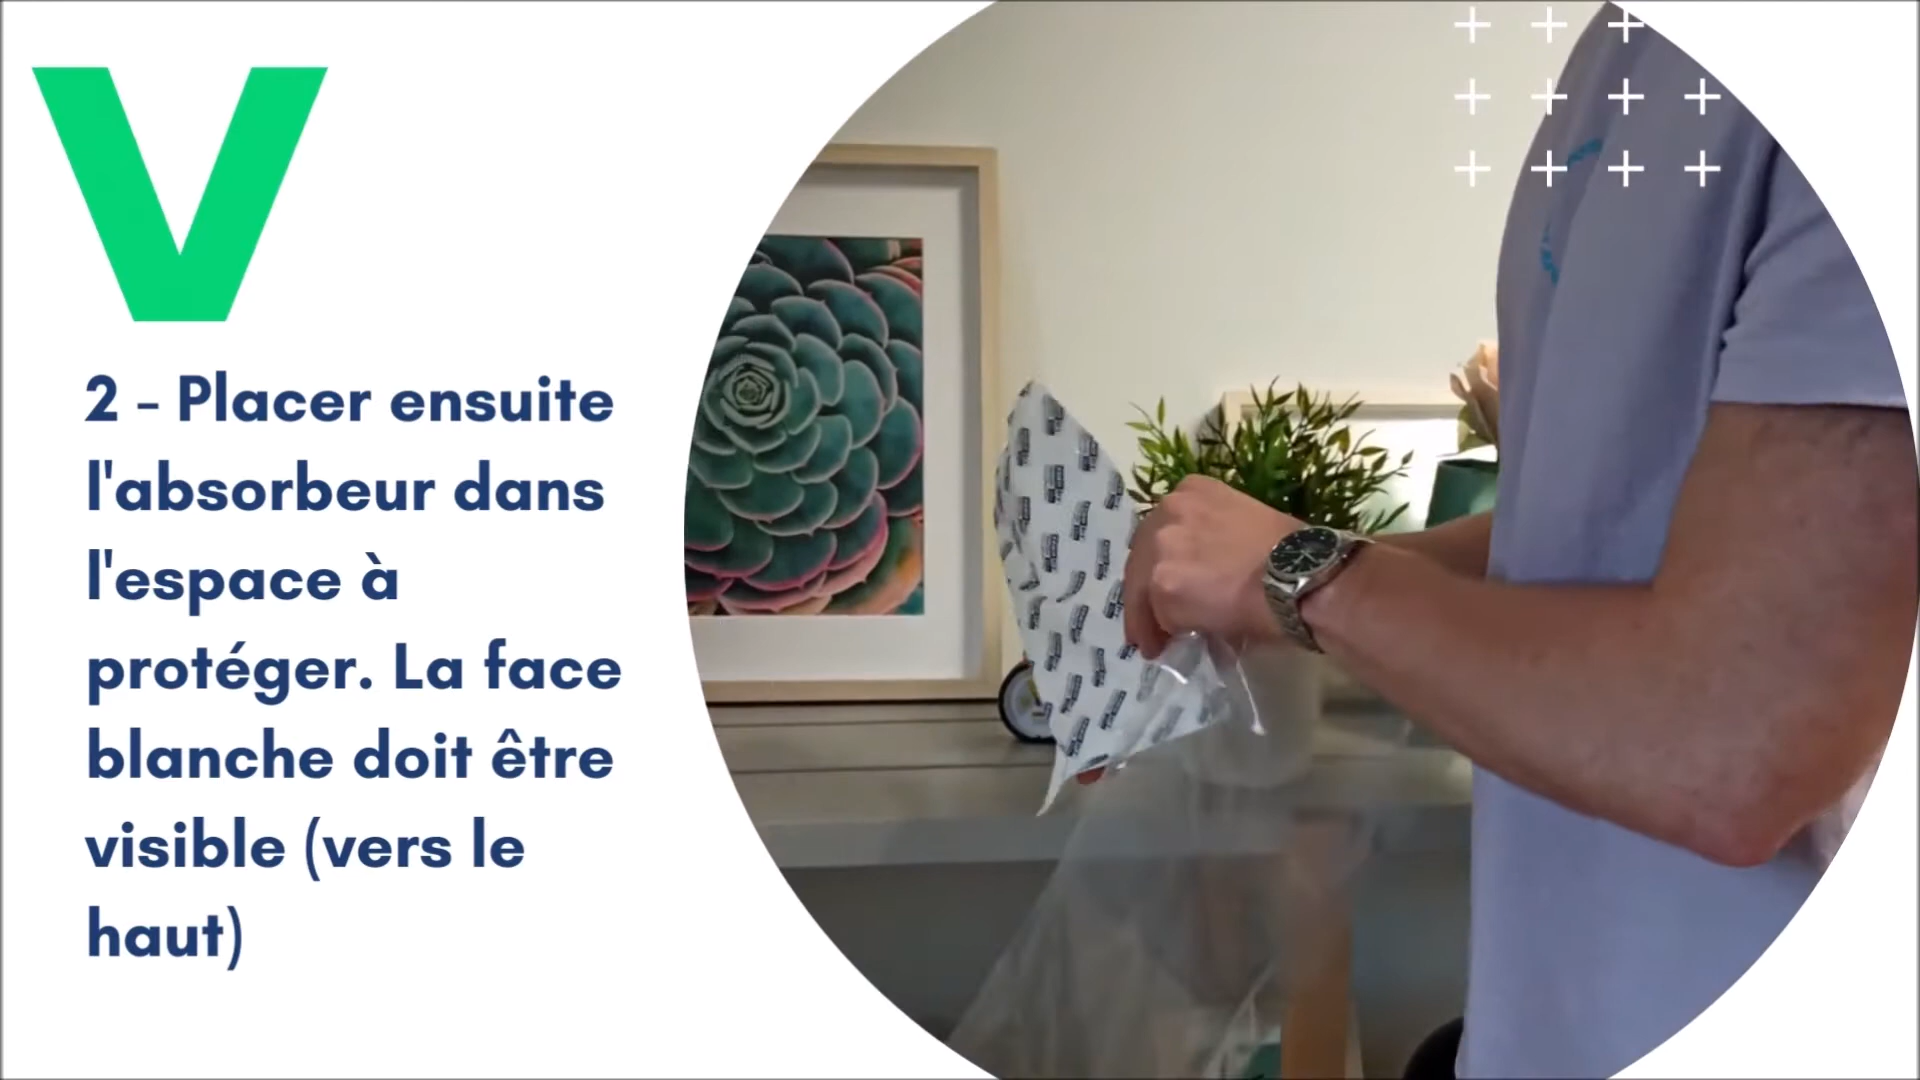 V
2 - Placer ensuite
l'absorbeur dans
l'espace à
protéger. La face
blanche doit être
visible (vers le
haut)